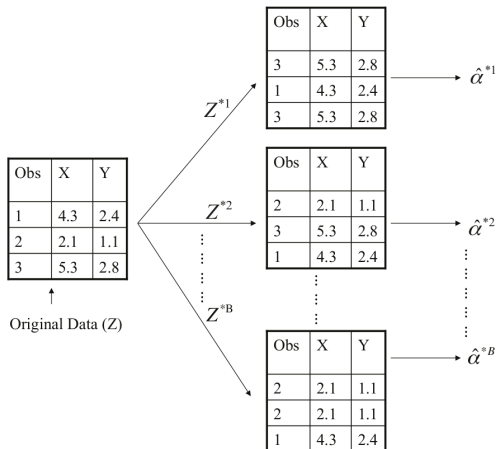 Obs X Y
3 5.3 2.8
1 4.3 2.4
3 5.3 2.8
Z*1
α̂*1
Obs X Y
1 4.3 2.4
2 2.1 1.1
3 5.3 2.8
Original Data (Z)
Z*2
Obs X Y
2 2.1 1.1
3 5.3 2.8
1 4.3 2.4
α̂*2
Z*B
Obs X Y
2 2.1 1.1
2 2.1 1.1
1 4.3 2.4
α̂*B